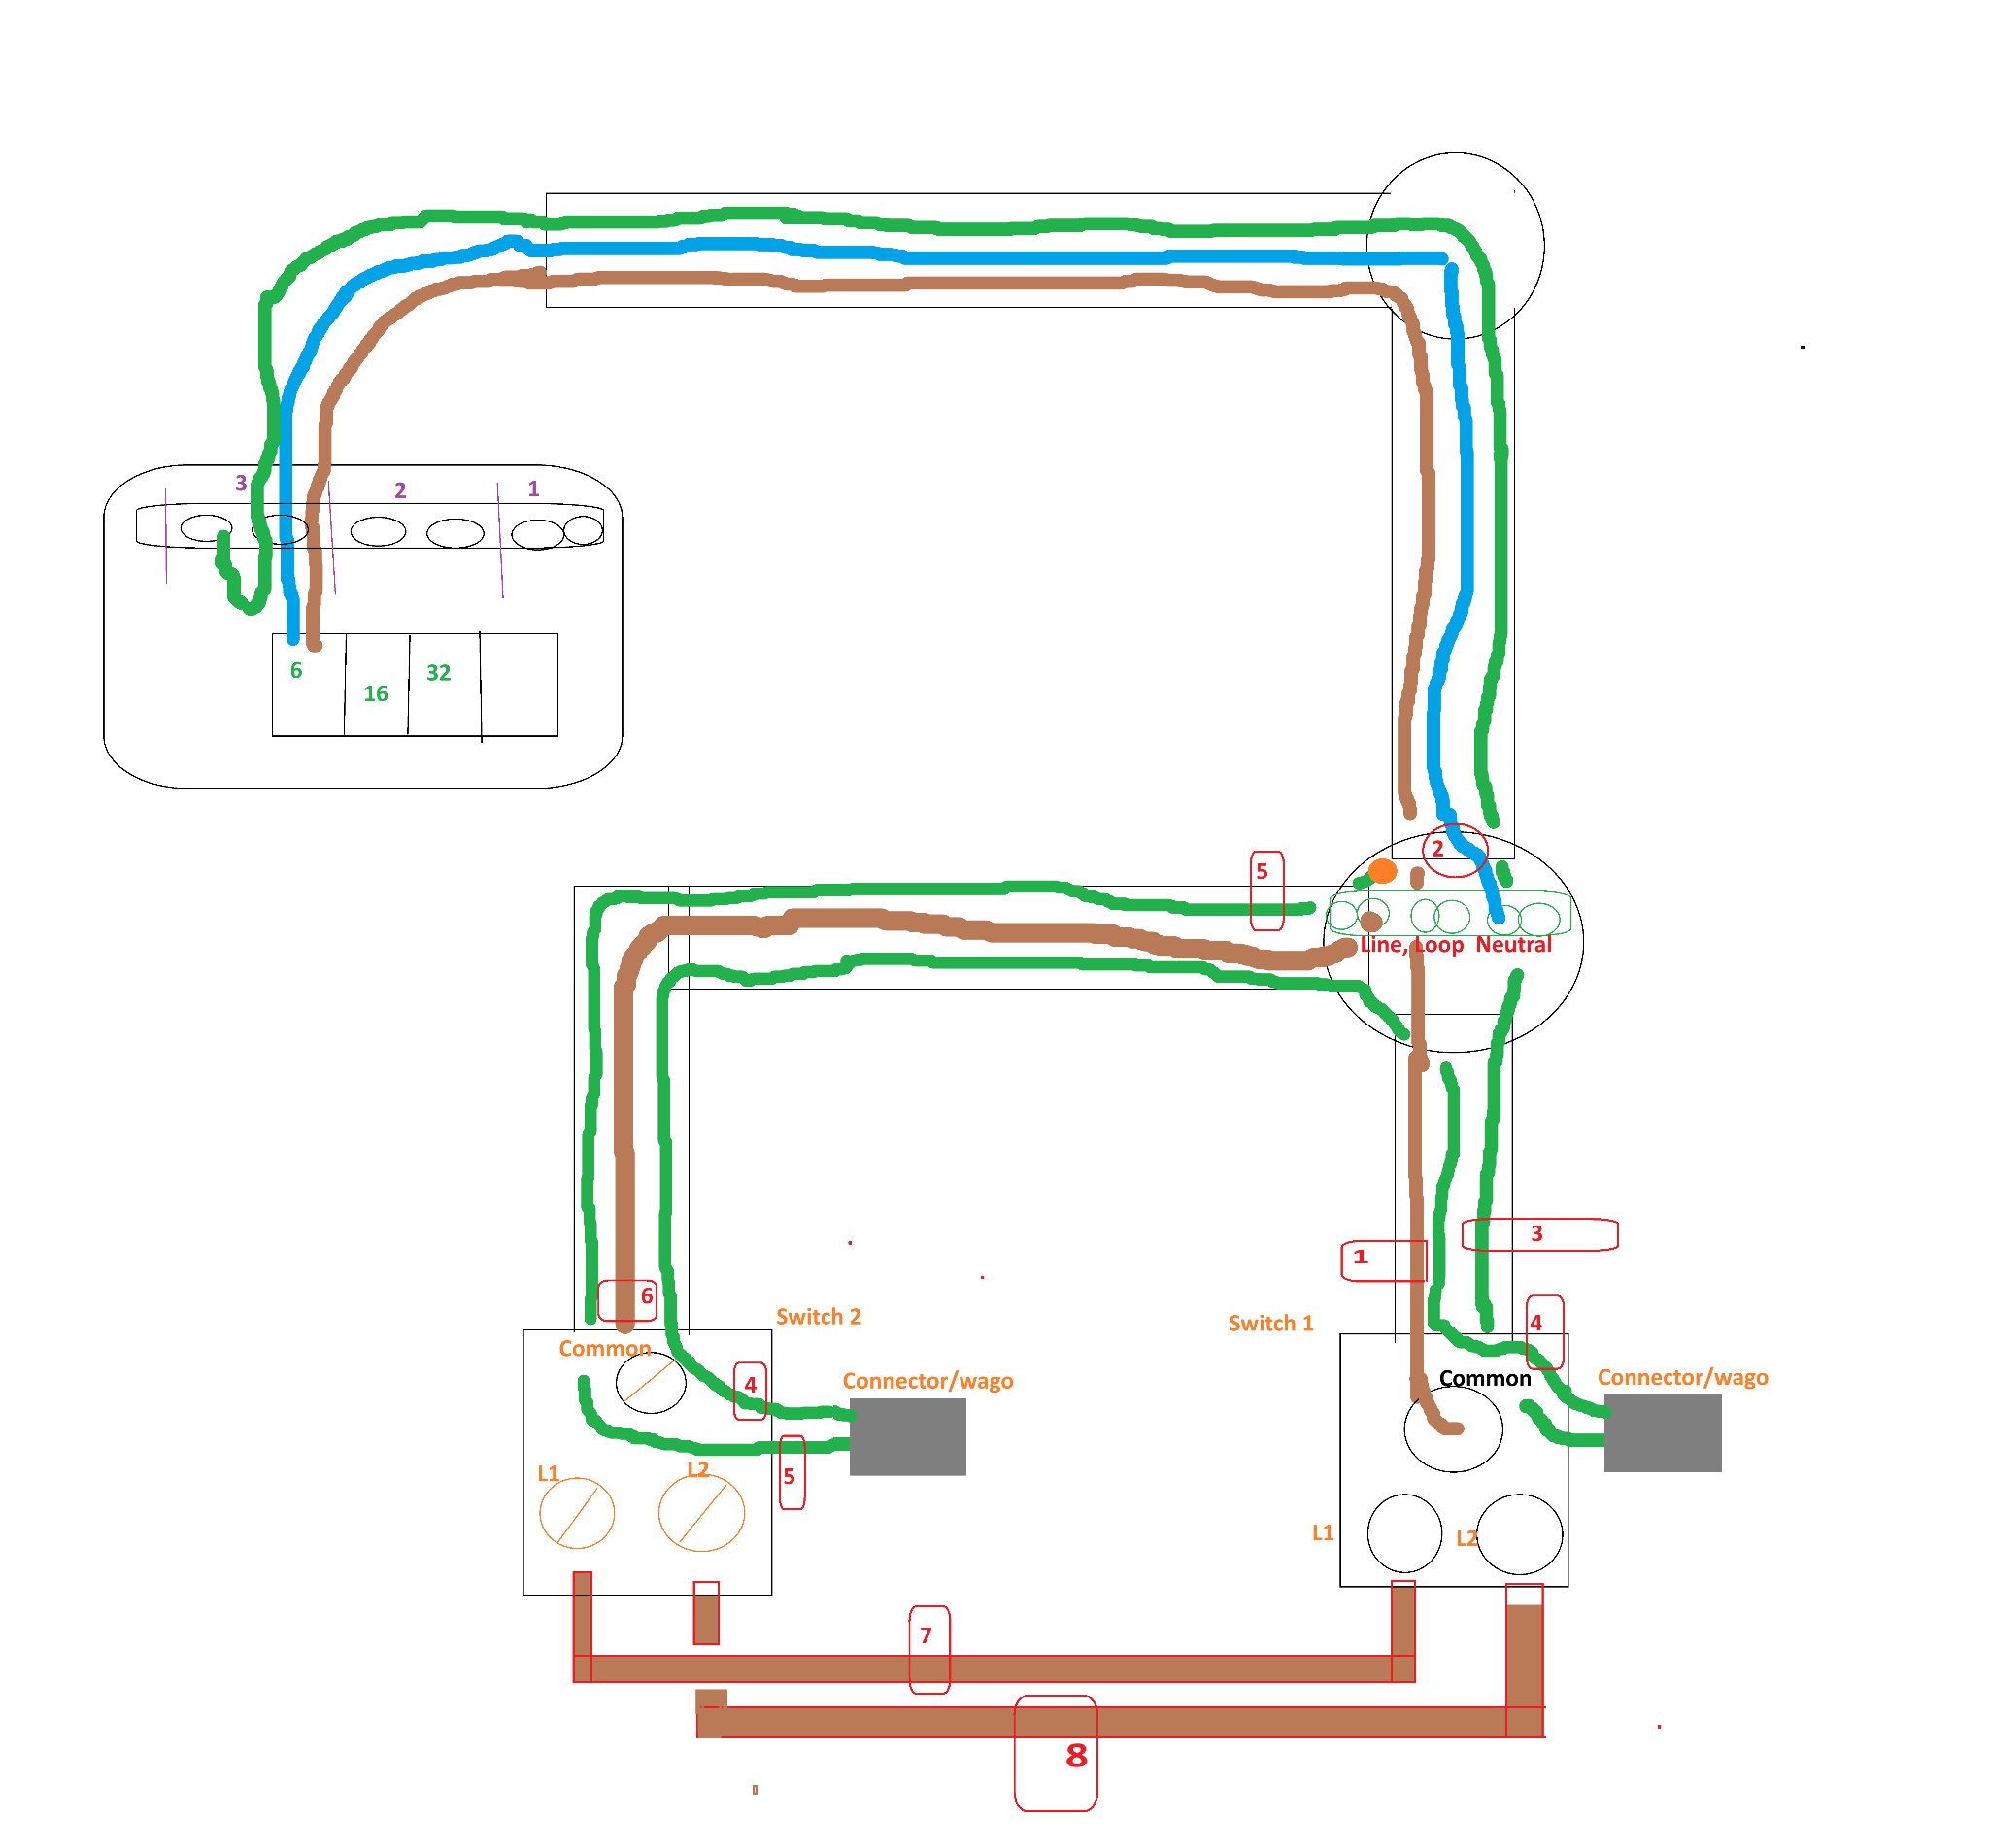 3
2
1
6
16
32
2
5
Line, Loop Neutral
3
1
6
Switch 2
Switch 1
4
Common
4
Connector/wago
Common
Connector/wago
L1
L2
5
L1
L2
7
8